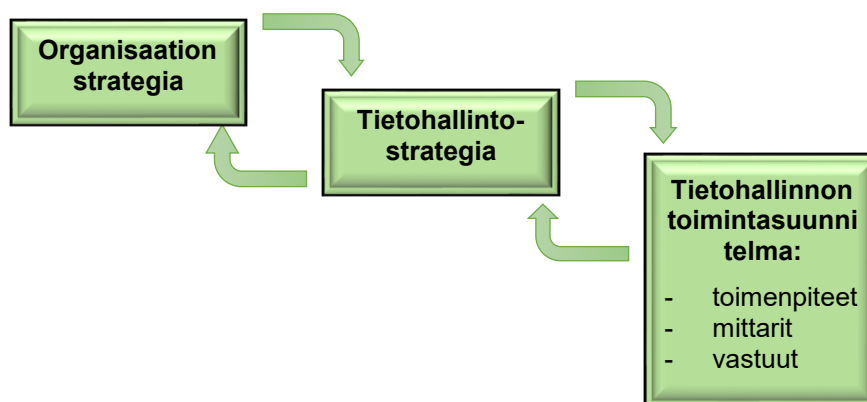 Organisaation
strategia
Tietohallinto-
strategia
Tietohallinnon
toimintasuunni
telma:
- toimenpiteet
- mittarit
- vastuut